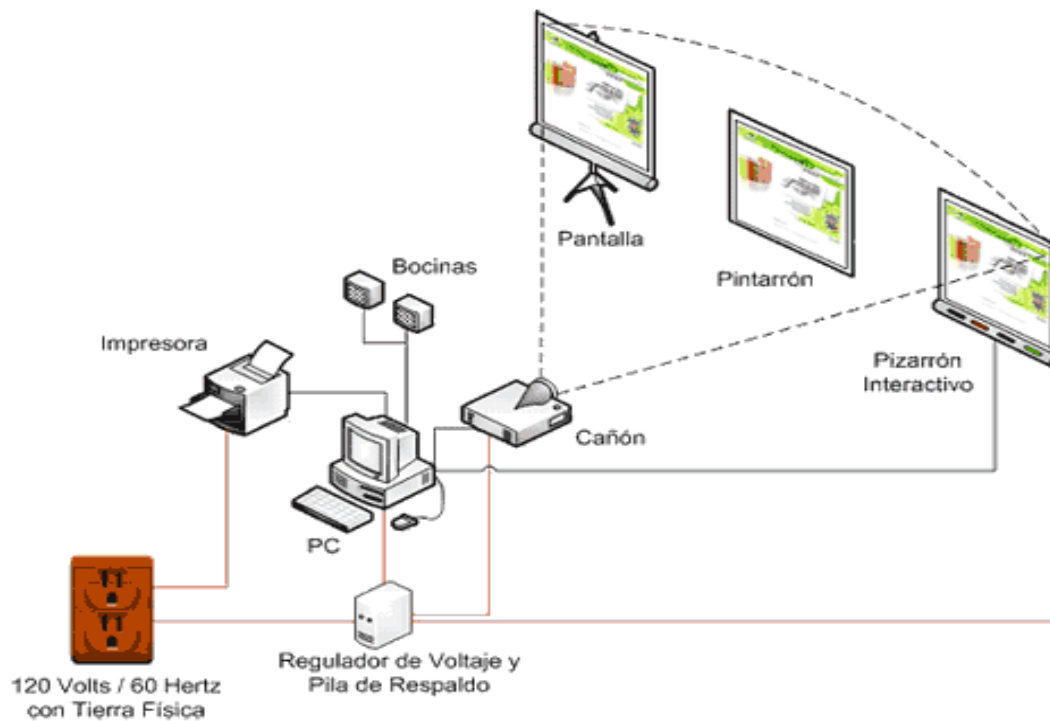 Pantalla
Pintarrón
Bocinas
Pizarrón
Interactivo
Impresora
Cañón
PC
Regulador de Voltaje y
Pila de Respaldo
120 Volts / 60 Hertz
con Tierra Física